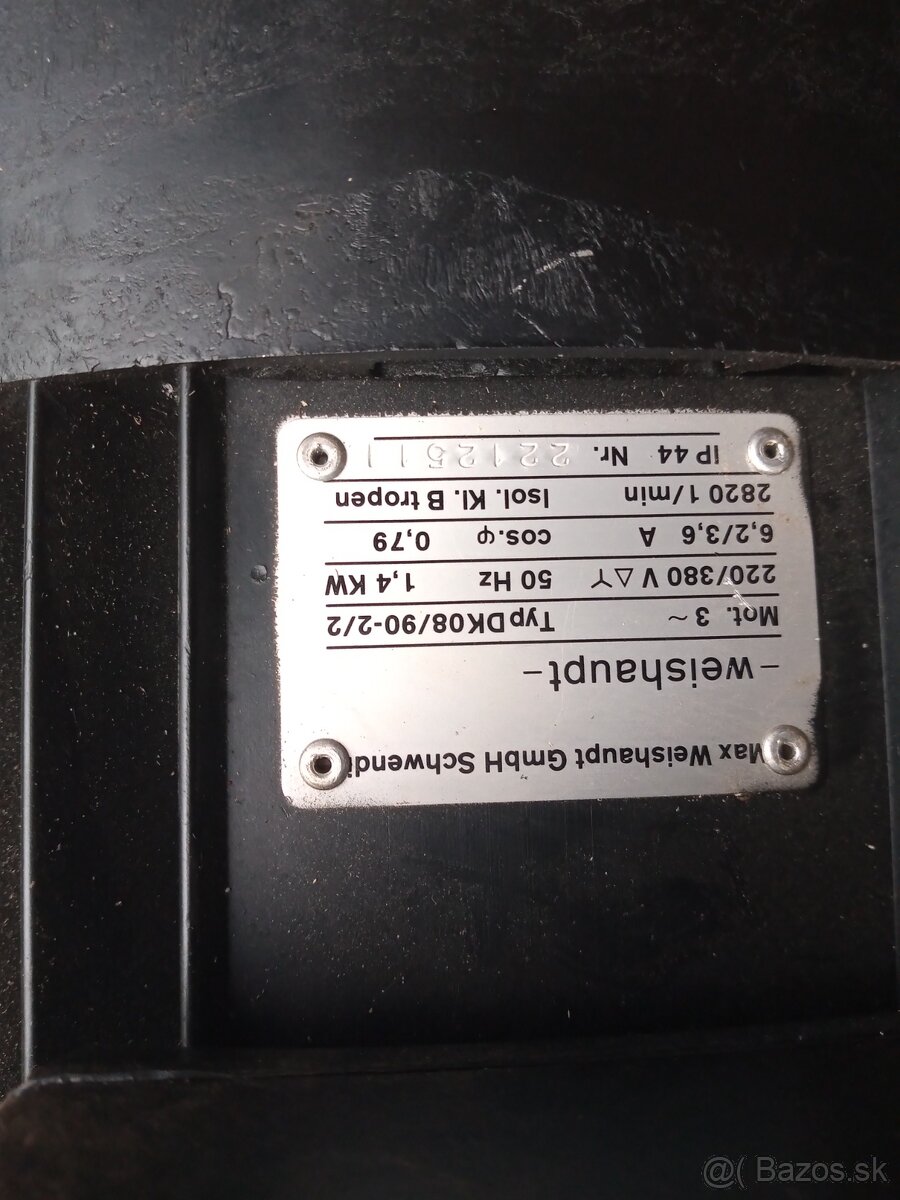 Max Weishaupt GmbH Schwendi
-weishaupt-
Mot. 3 ~ Typ DK08/90-2/2
220/380 V △Y 50 Hz 1,4 KW
6,2/3,6 A cos.φ 0,79
2820 1/min Isol. Kl. B tropen
IP 44 Nr. 2212511
@( Bazos.sk